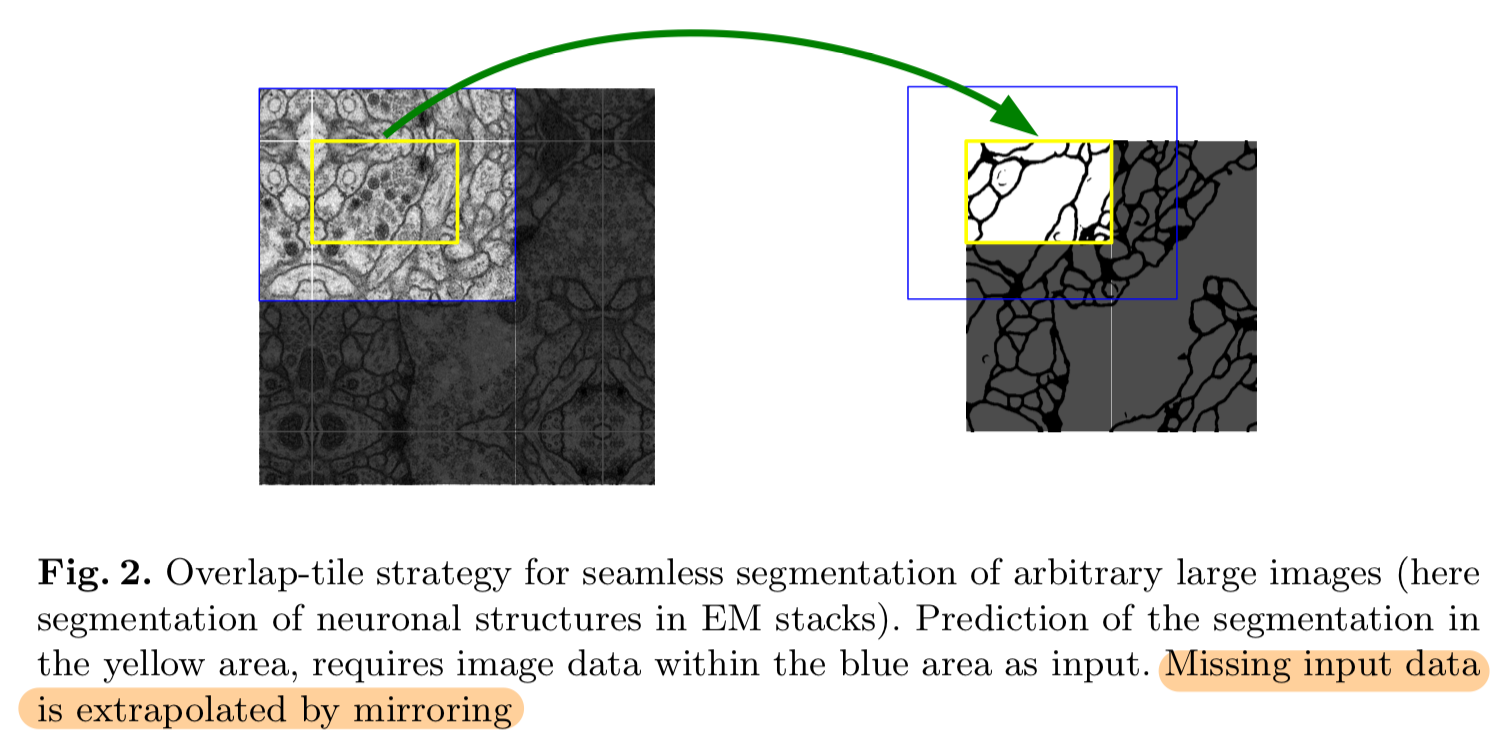 Fig. 2. Overlap-tile strategy for seamless segmentation of arbitrary large images (here
segmentation of neuronal structures in EM stacks). Prediction of the segmentation in
the yellow area, requires image data within the blue area as input. Missing input data
is extrapolated by mirroring